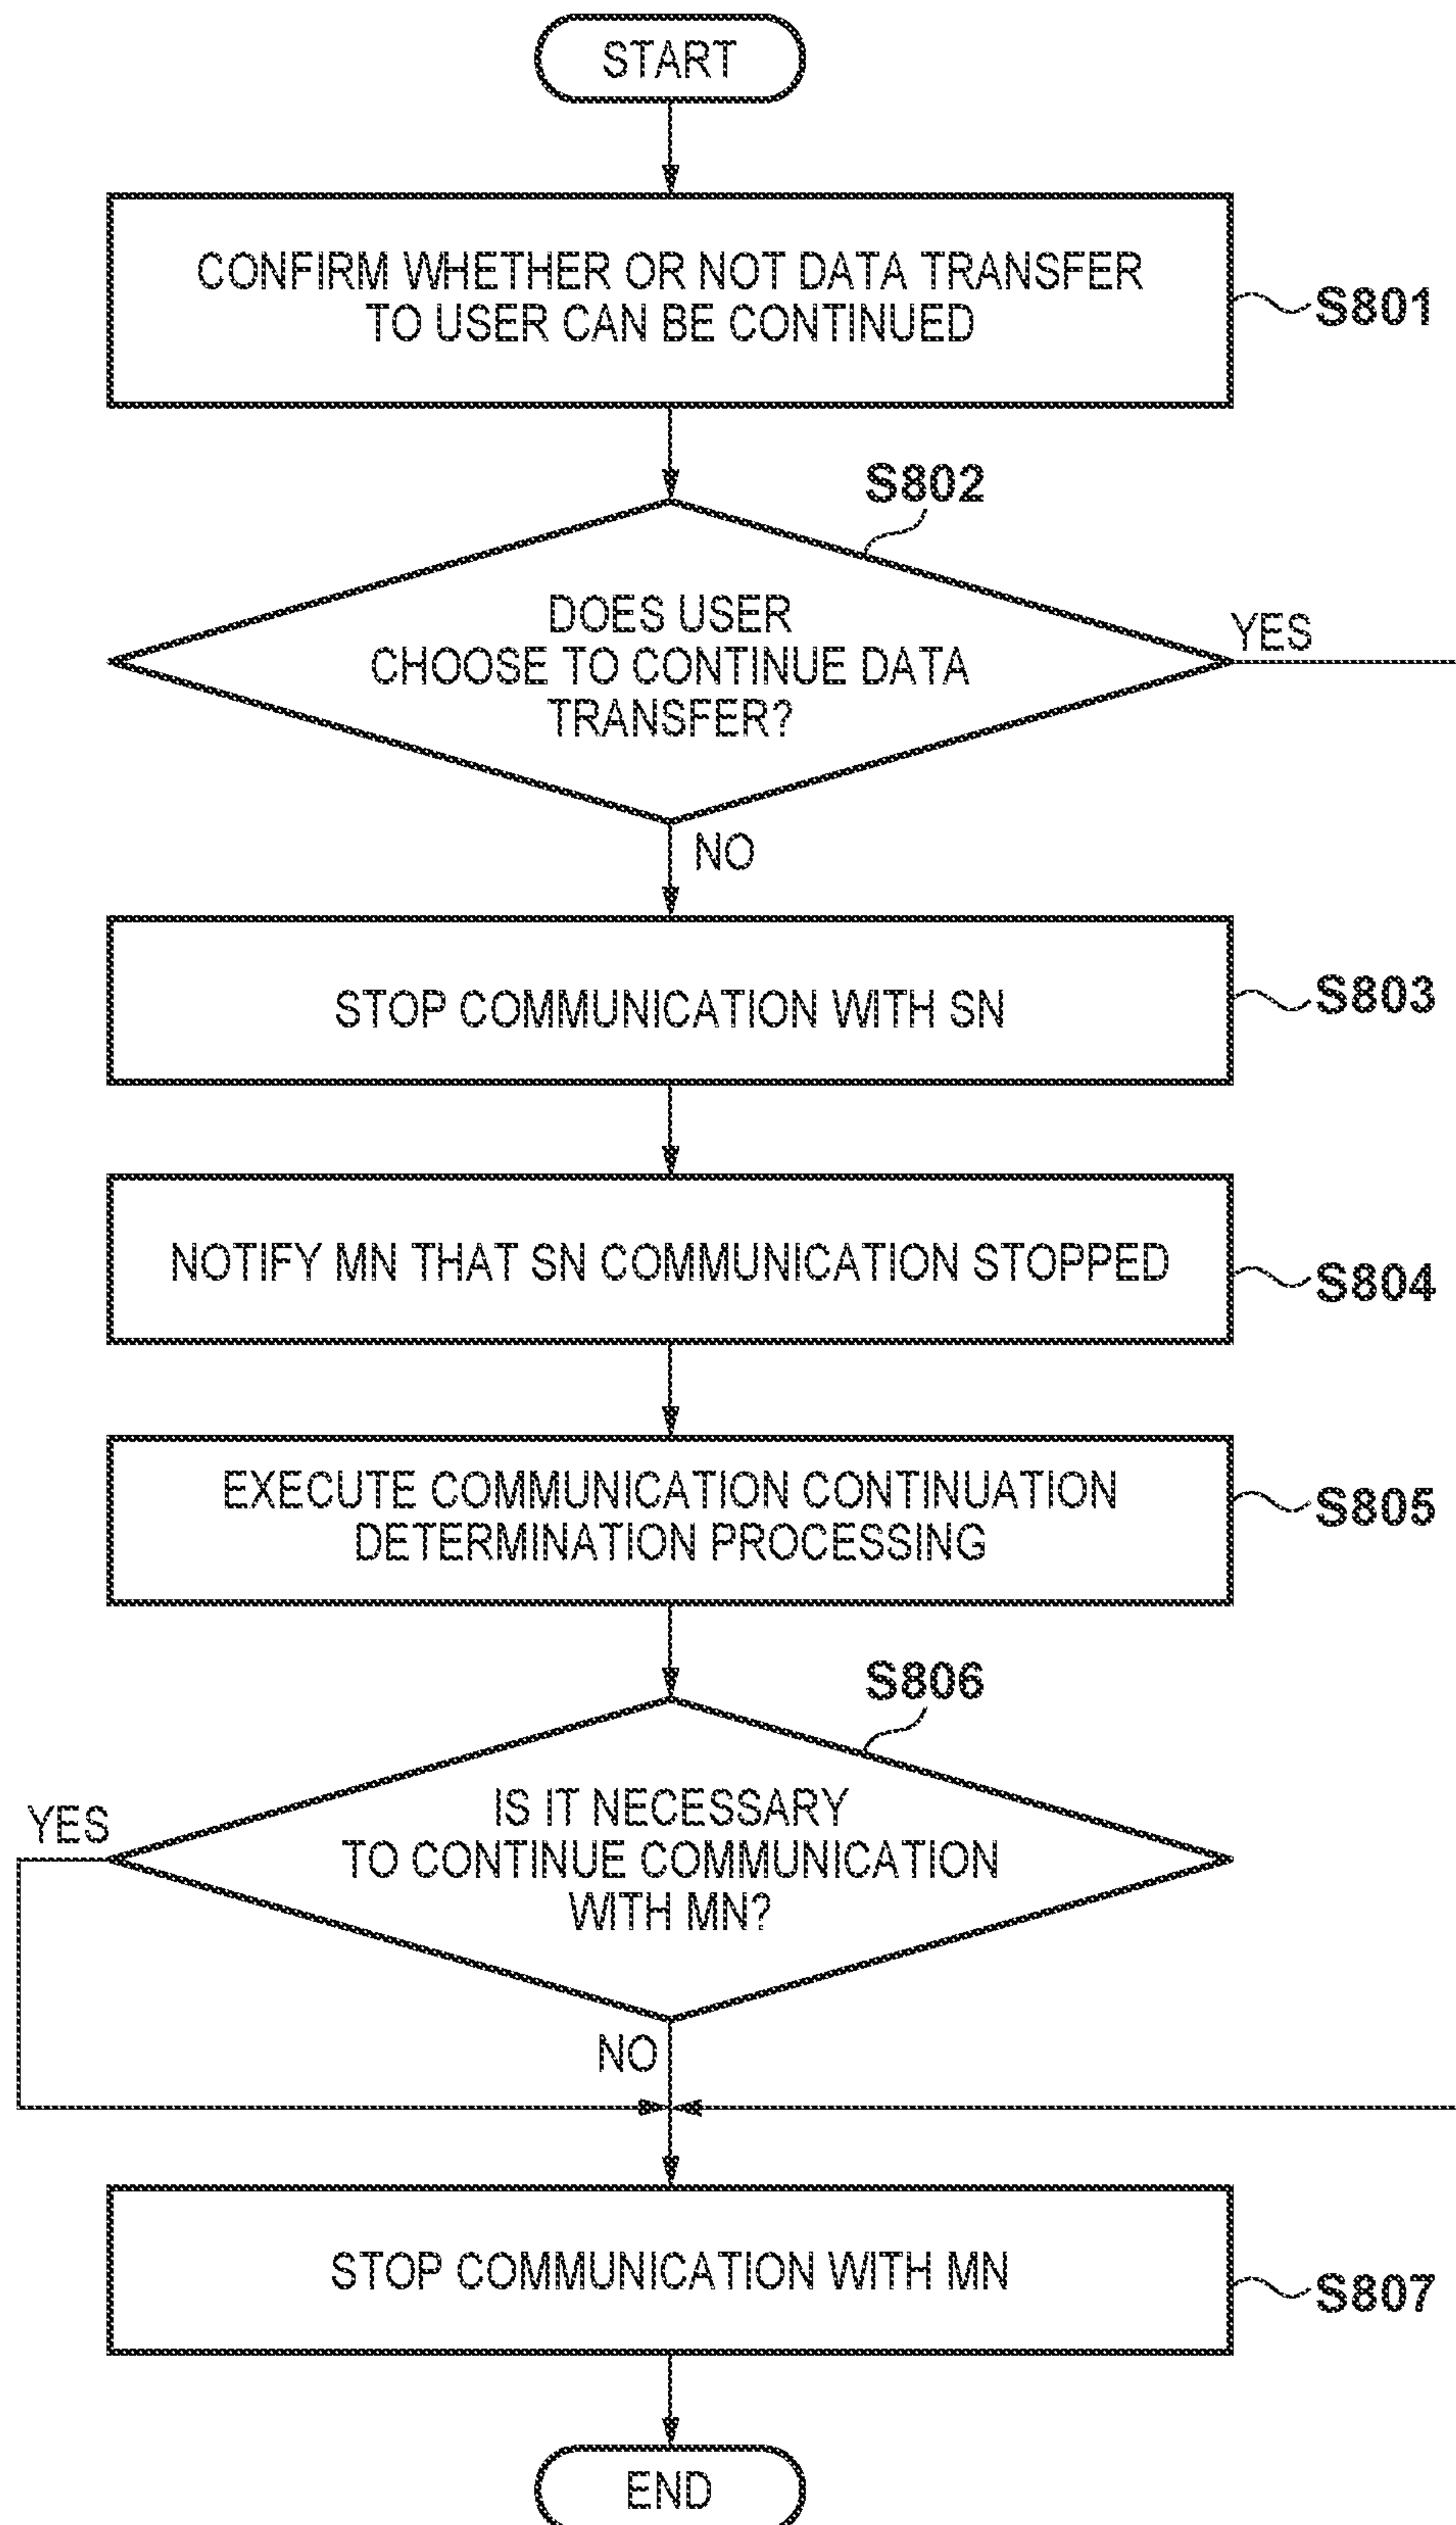 START
CONFIRM WHETHER OR NOT DATA TRANSFER
TO USER CAN BE CONTINUED
S801
S802
DOES USER
CHOOSE TO CONTINUE DATA
TRANSFER?
YES
NO
STOP COMMUNICATION WITH SN
S803
NOTIFY MN THAT SN COMMUNICATION STOPPED
S804
EXECUTE COMMUNICATION CONTINUATION
DETERMINATION PROCESSING
S805
S806
IS IT NECESSARY
TO CONTINUE COMMUNICATION
WITH MN?
YES
NO
STOP COMMUNICATION WITH MN
S807
END